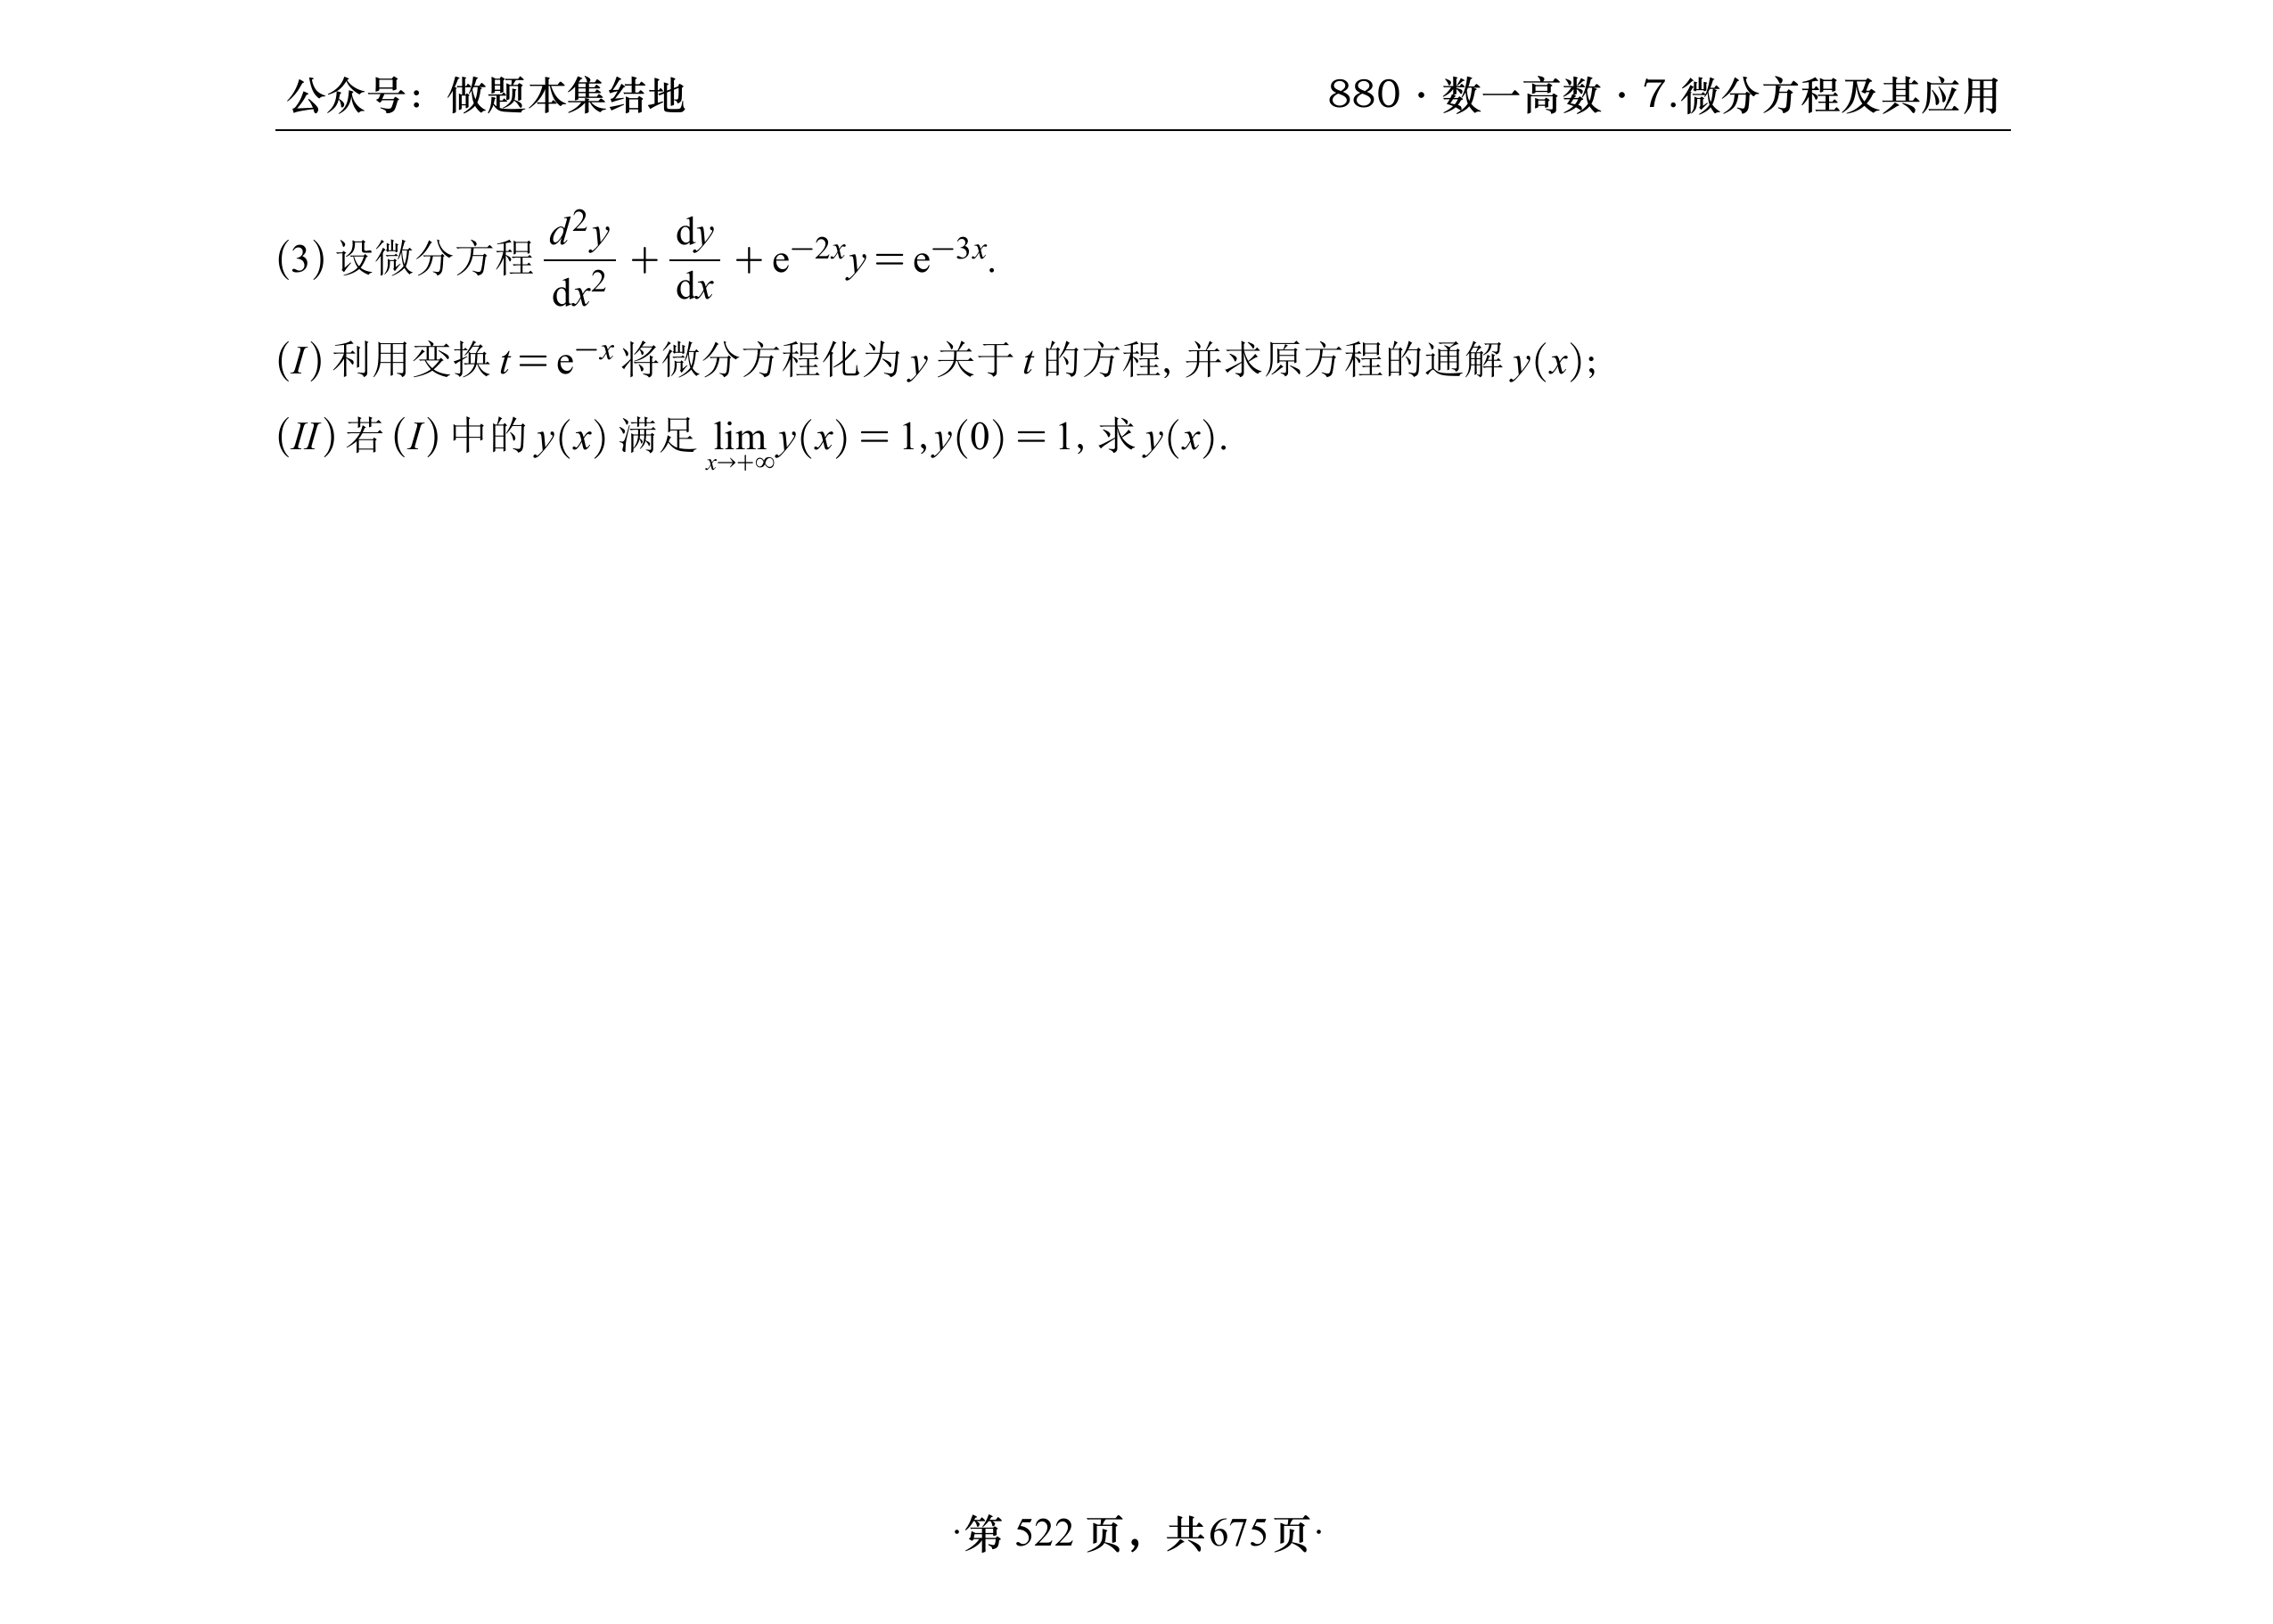 公众号：做题本集结地 880·数一高数·7.微分方程及其应用
(3) 设微分方程 \frac{d^2y}{dx^2} + \frac{dy}{dx} + e^{-2x}y = e^{-3x}.
(I) 利用变换 t = e^{-x} 将微分方程化为 y 关于 t 的方程, 并求原方程的通解 y(x);
(II) 若 (I) 中的 y(x) 满足 \lim_{x→+∞} y(x) = 1, y(0) = 1, 求 y(x).
·第 522 页，共675页·